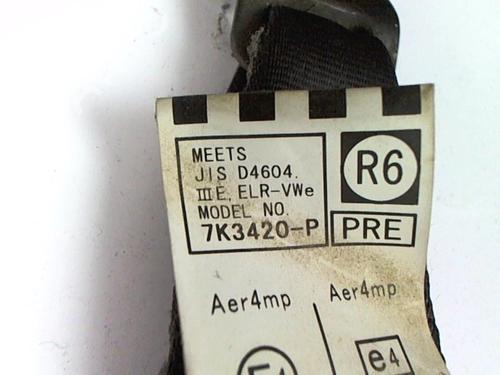 MEETS
JIS D4604.
ⅢE, ELR-VWe
MODEL NO.
7K3420-P
R6
PRE
Aer4mp
Aer4mp
e4